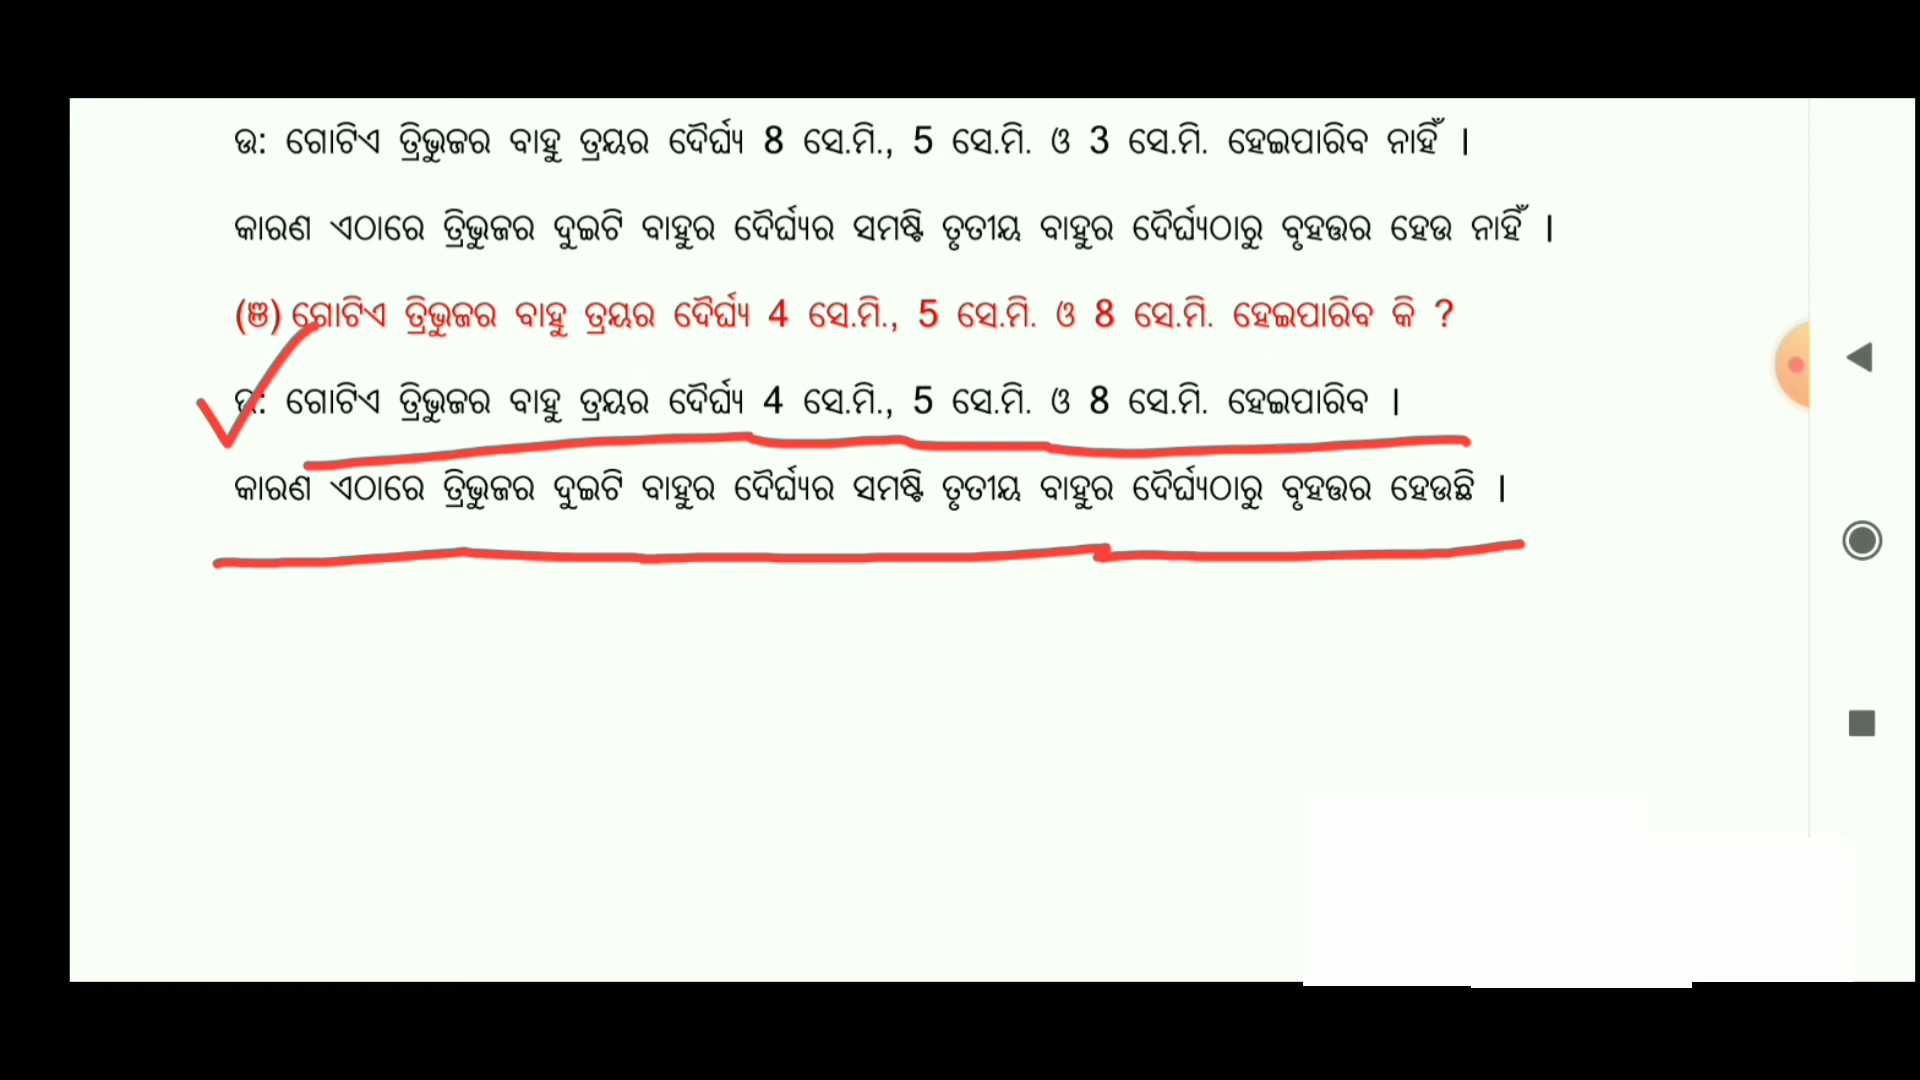 ଉ: ଗୋଟିଏ ତ୍ରିଭୁଜର ବାହୁ ତ୍ରୟର ଦୈର୍ଘ୍ୟ 8 ସେ.ମି., 5 ସେ.ମି. ଓ 3 ସେ.ମି. ହେଇପାରିବ ନାହିଁ ।
କାରଣ ଏଠାରେ ତ୍ରିଭୁଜର ଦୁଇଟି ବାହୁର ଦୈର୍ଘ୍ୟର ସମଷ୍ଟି ତୃତୀୟ ବାହୁର ଦୈର୍ଘ୍ୟଠାରୁ ବୃହତ୍ତର ହେଉ ନାହିଁ ।
(ଞ) ଗୋଟିଏ ତ୍ରିଭୁଜର ବାହୁ ତ୍ରୟର ଦୈର୍ଘ୍ୟ 4 ସେ.ମି., 5 ସେ.ମି. ଓ 8 ସେ.ମି. ହେଇପାରିବ କି ?
ଉ: ଗୋଟିଏ ତ୍ରିଭୁଜର ବାହୁ ତ୍ରୟର ଦୈର୍ଘ୍ୟ 4 ସେ.ମି., 5 ସେ.ମି. ଓ 8 ସେ.ମି. ହେଇପାରିବ ।
କାରଣ ଏଠାରେ ତ୍ରିଭୁଜର ଦୁଇଟି ବାହୁର ଦୈର୍ଘ୍ୟର ସମଷ୍ଟି ତୃତୀୟ ବାହୁର ଦୈର୍ଘ୍ୟଠାରୁ ବୃହତ୍ତର ହେଉଛି ।